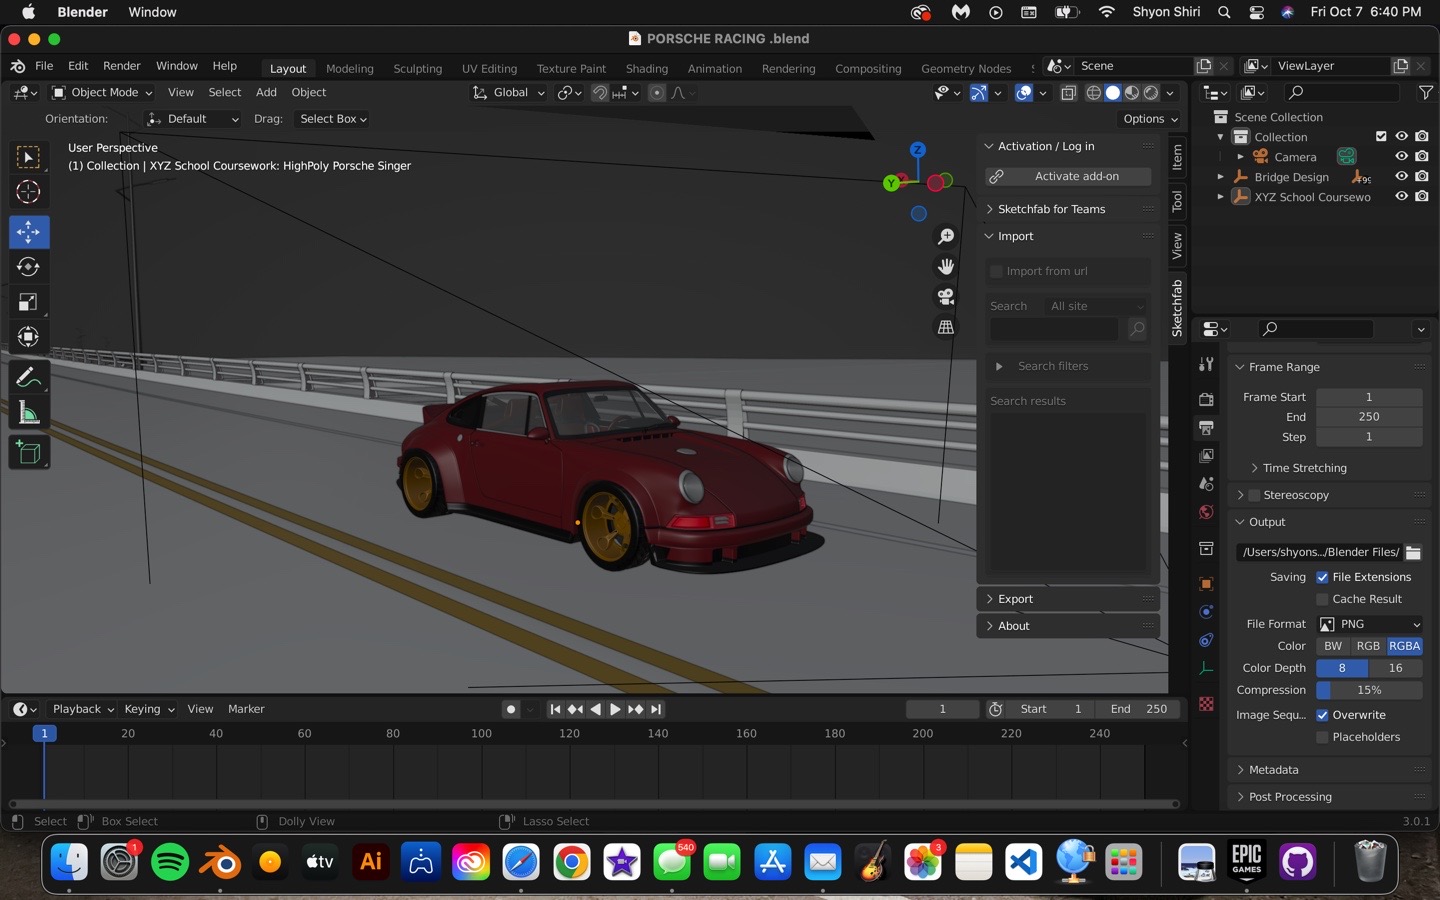 Blender Window Shyon Shiri Fri Oct 7 6:40 PM
PORSCHE RACING .blend
File Edit Render Window Help Layout Modeling Sculpting UV Editing Texture Paint Shading Animation Rendering Compositing Geometry Nodes Scene ViewLayer
Object Mode View Select Add Object Global
Orientation: Default Drag: Select Box Options
User Perspective
(1) Collection | XYZ School Coursework: HighPoly Porsche Singer
Z
Y
Activation / Log in
Activate add-on
Sketchfab for Teams
Import
Import from url
Search All site
Search filters
Search results
Export
About
Item
Tool
View
Sketchfab
Scene Collection
Collection
Camera
Bridge Design
XYZ School Coursewo
Frame Range
Frame Start 1
End 250
Step 1
Time Stretching
Stereoscopy
Output
/Users/shyons.../Blender Files/
Saving File Extensions
Cache Result
File Format PNG
Color BW RGB RGBA
Color Depth 8 16
Compression 15%
Image Sequ... Overwrite
Placeholders
Metadata
Post Processing
Playback Keying View Marker 1 Start 1 End 250
1 20 40 60 80 100 120 140 160 180 200 220 240
Select Box Select Dolly View Lasso Select 3.0.1
1 tv Ai 540 3 EPIC GAMES